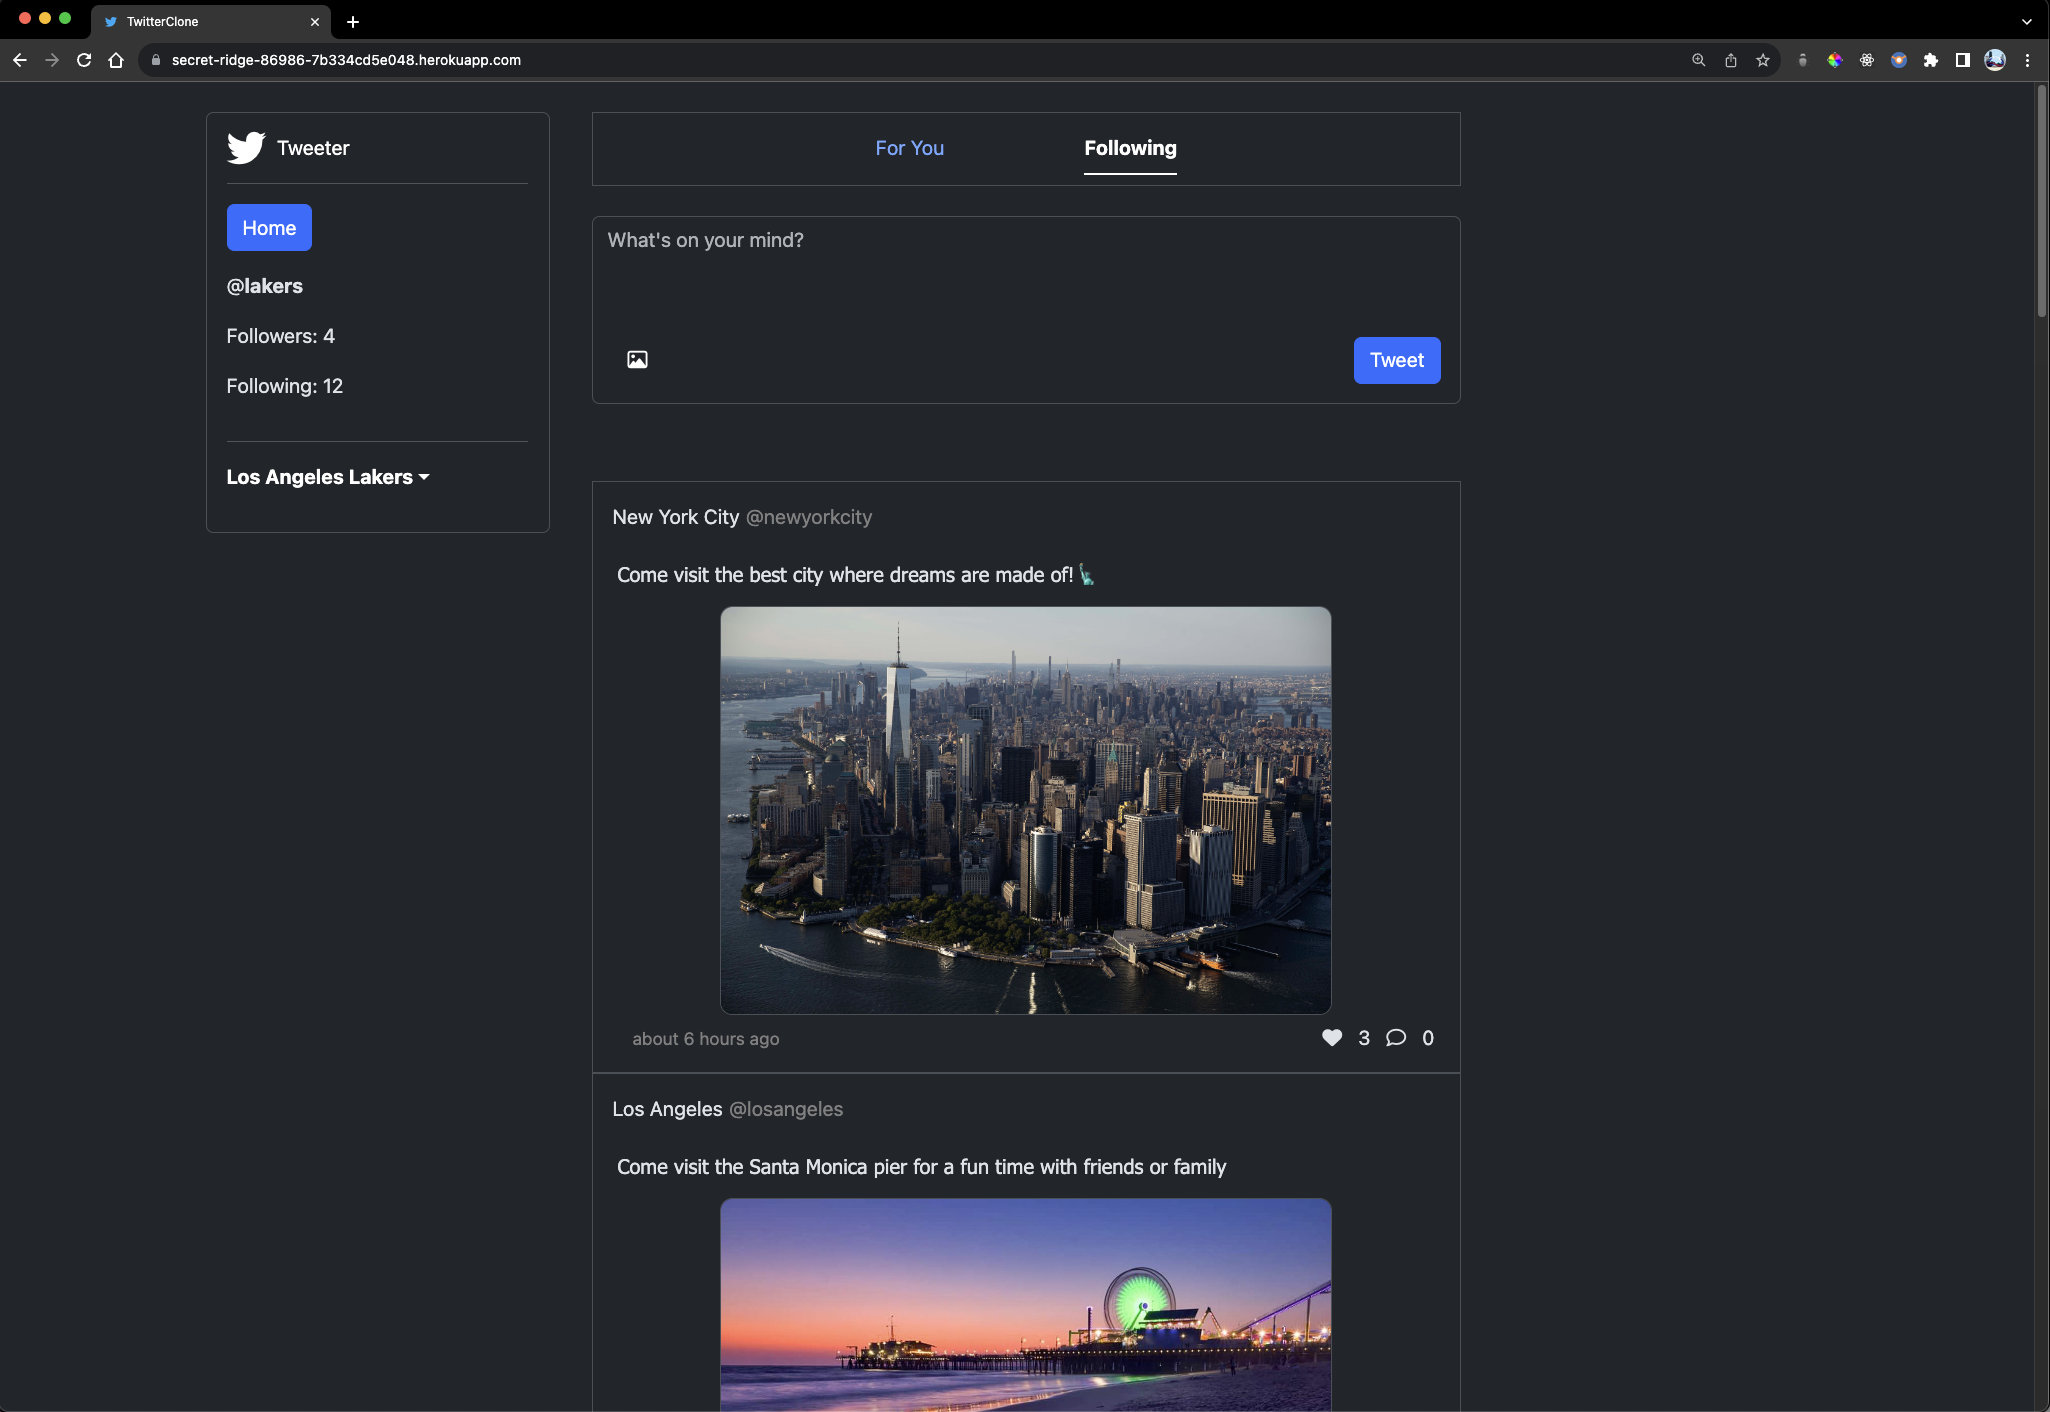 TwitterClone
secret-ridge-86986-7b334cd5e048.herokuapp.com
Tweeter
Home
@lakers
Followers: 4
Following: 12
Los Angeles Lakers
For You
Following
What's on your mind?
Tweet
New York City @newyorkcity
Come visit the best city where dreams are made of!🗽
about 6 hours ago
3
0
Los Angeles @losangeles
Come visit the Santa Monica pier for a fun time with friends or family